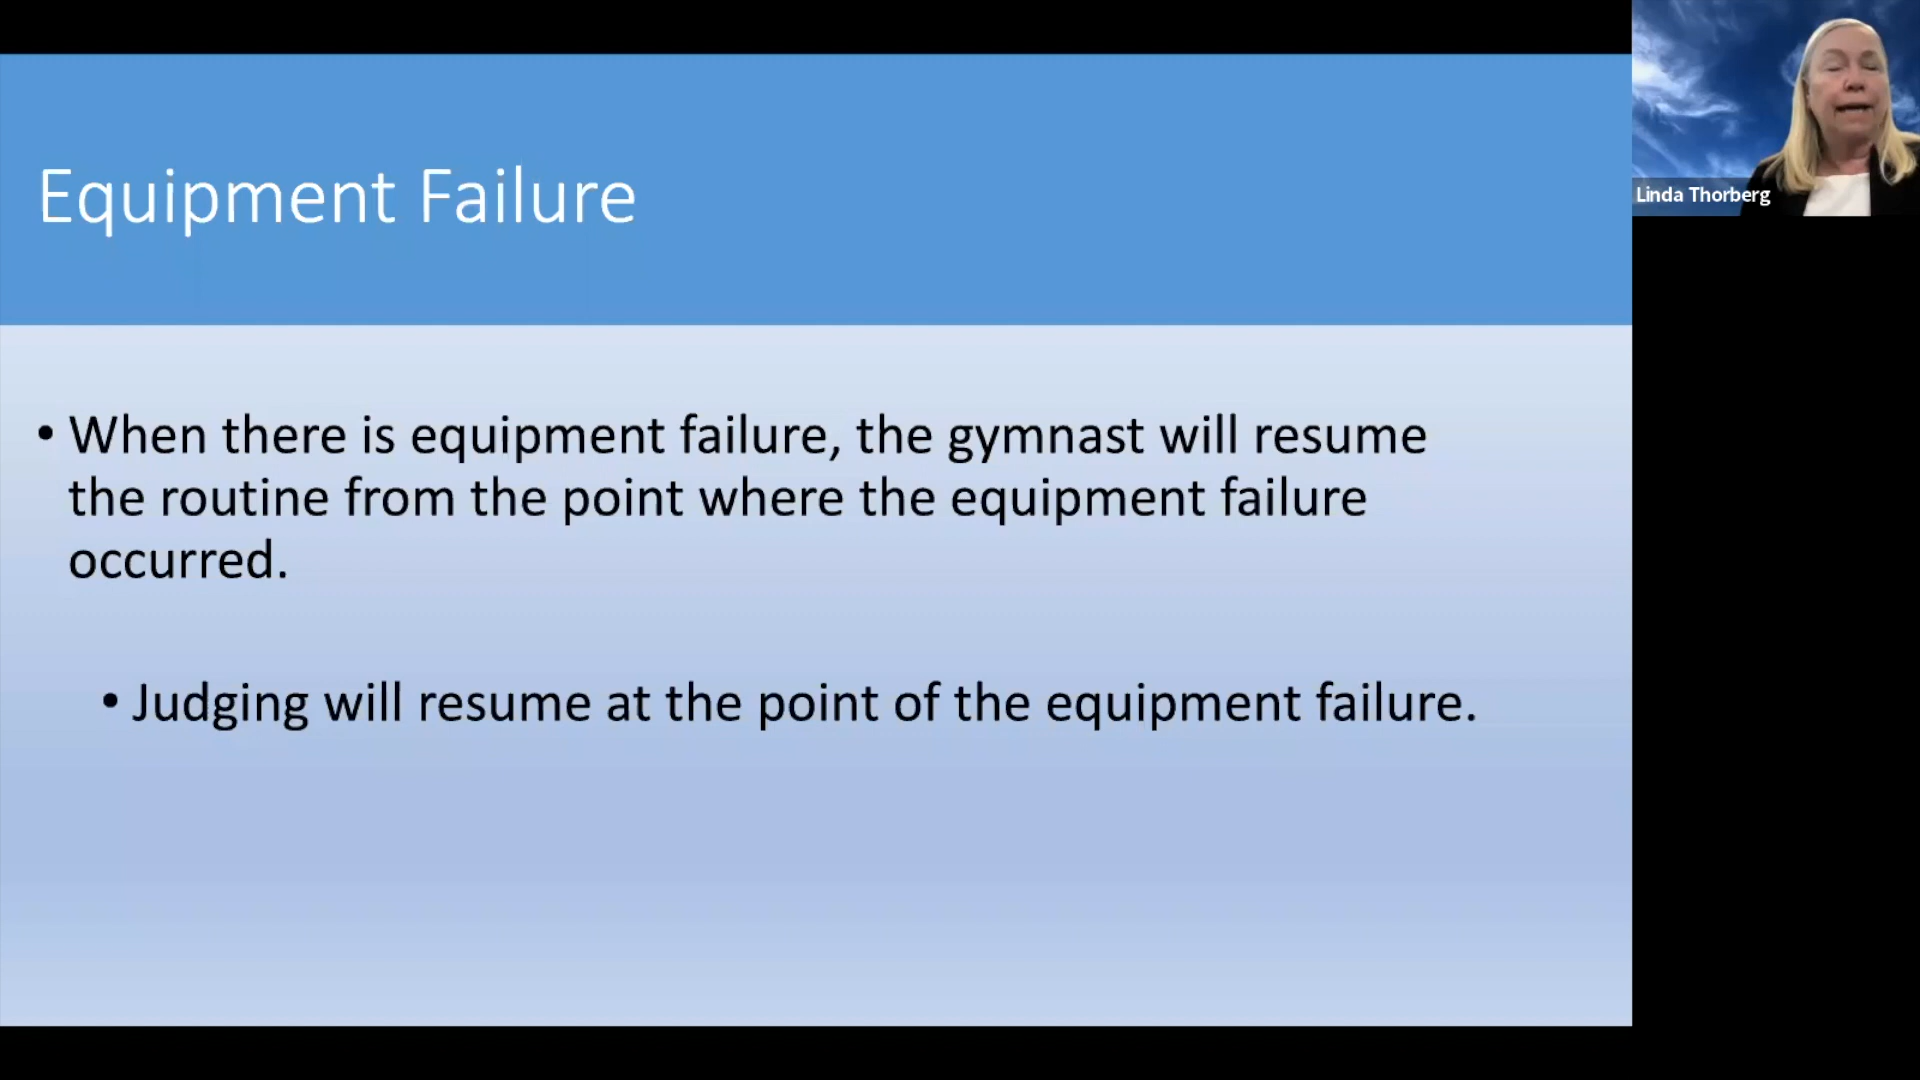 Equipment Failure
Linda Thorberg
• When there is equipment failure, the gymnast will resume
the routine from the point where the equipment failure
occurred.
• Judging will resume at the point of the equipment failure.